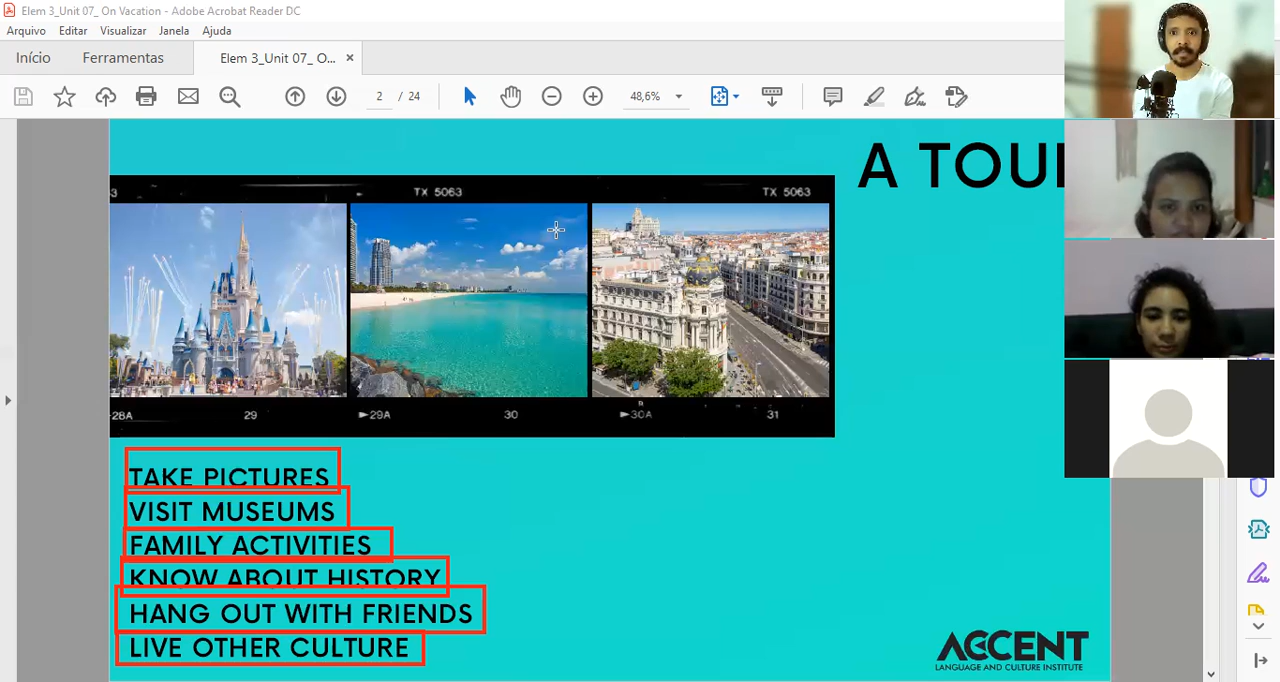 Elem 3_Unit 07_ On Vacation - Adobe Acrobat Reader DC
Arquivo Editar Visualizar Janela Ajuda
Início Ferramentas Elem 3_Unit 07_ O... ×
2 / 24 48,6%
A TOU
3 TX 5063 TX 5063
28A 29 ►29A 30 ►30A 31
TAKE PICTURES
VISIT MUSEUMS
FAMILY ACTIVITIES
KNOW ABOUT HISTORY
HANG OUT WITH FRIENDS
LIVE OTHER CULTURE
ACCENT
LANGUAGE AND CULTURE INSTITUTE